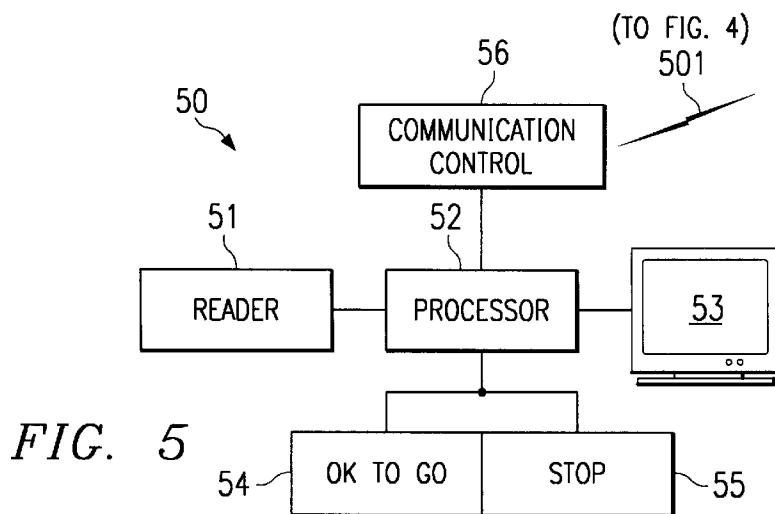 (TO FIG. 4)
501
56
50
COMMUNICATION
CONTROL
51
52
READER
PROCESSOR
53
FIG. 5
54
OK TO GO
STOP
55